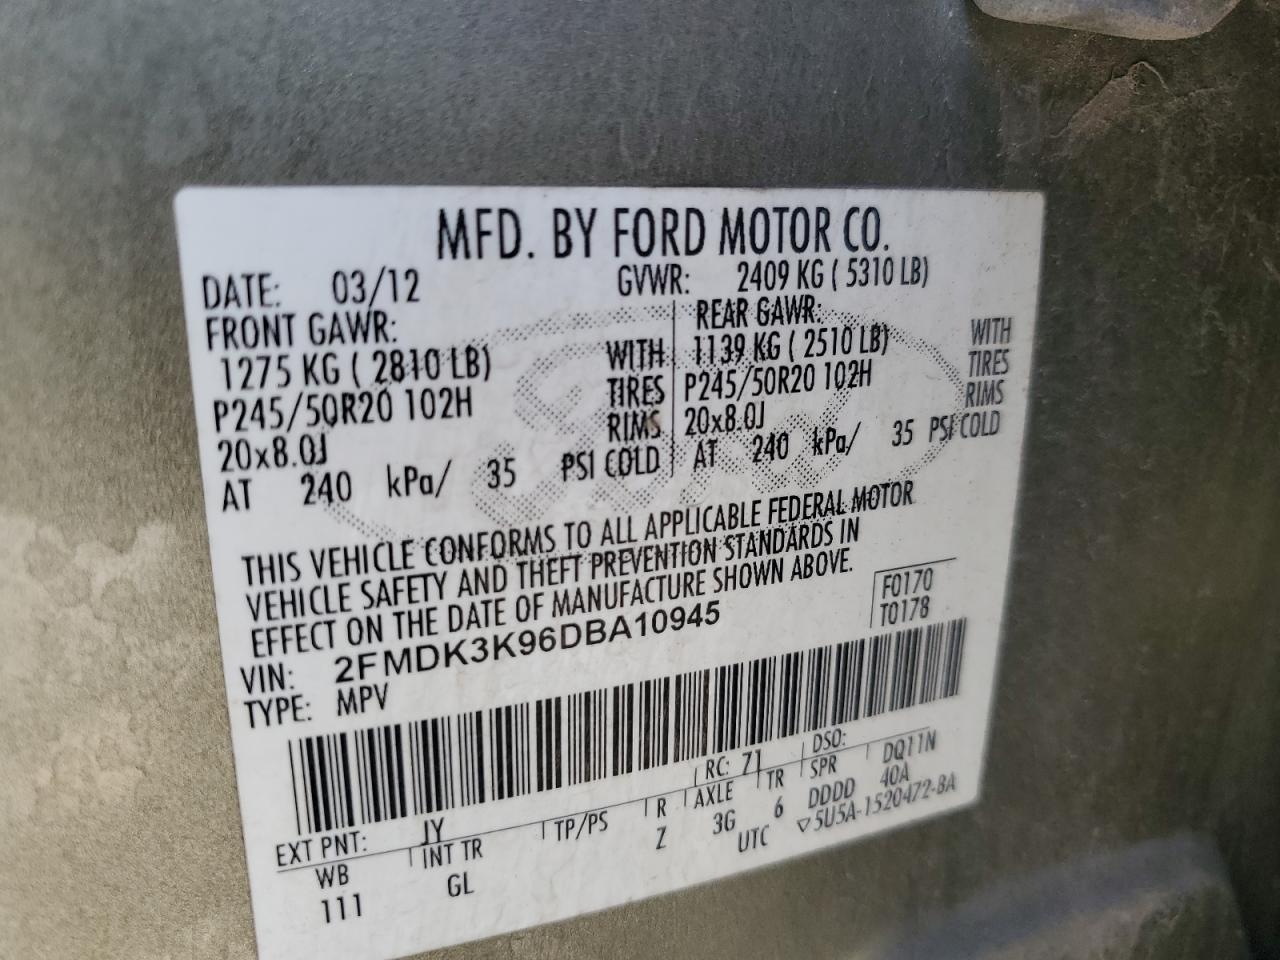 MFD. BY FORD MOTOR CO.
DATE: 03/12 GVWR: 2409 KG ( 5310 LB)
FRONT GAWR: REAR GAWR:
1275 KG ( 2810 LB) WITH 1139 KG ( 2510 LB) WITH
P245/50R20 102H TIRES P245/50R20 102H TIRES
20x8.0J RIMS 20x8.0J RIMS
AT 240 kPa/ 35 PSI COLD AT 240 kPa/ 35 PSI COLD
THIS VEHICLE CONFORMS TO ALL APPLICABLE FEDERAL MOTOR
VEHICLE SAFETY AND THEFT PREVENTION STANDARDS IN
EFFECT ON THE DATE OF MANUFACTURE SHOWN ABOVE.
F0170
T0178
VIN: 2FMDK3K96DBA10945
TYPE: MPV
EXT PNT: JY RC: 71 DSO: DQ11N
WB INT TR TP/PS R AXLE TR SPR 40A
111 GL Z 3G 6 DDDD
UTC ▽5U5A-1520472-BA